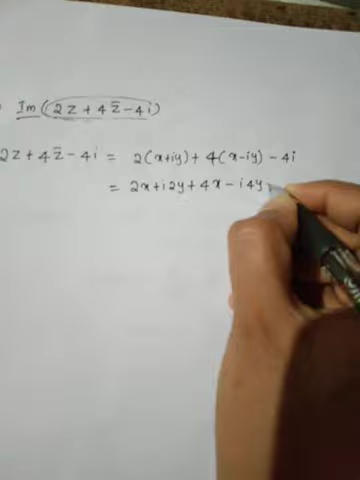 Im(2z + 4z̅ - 4i)
2z + 4z̅ - 4i = 2(x+iy) + 4(x-iy) - 4i
= 2x + i2y + 4x - i4y